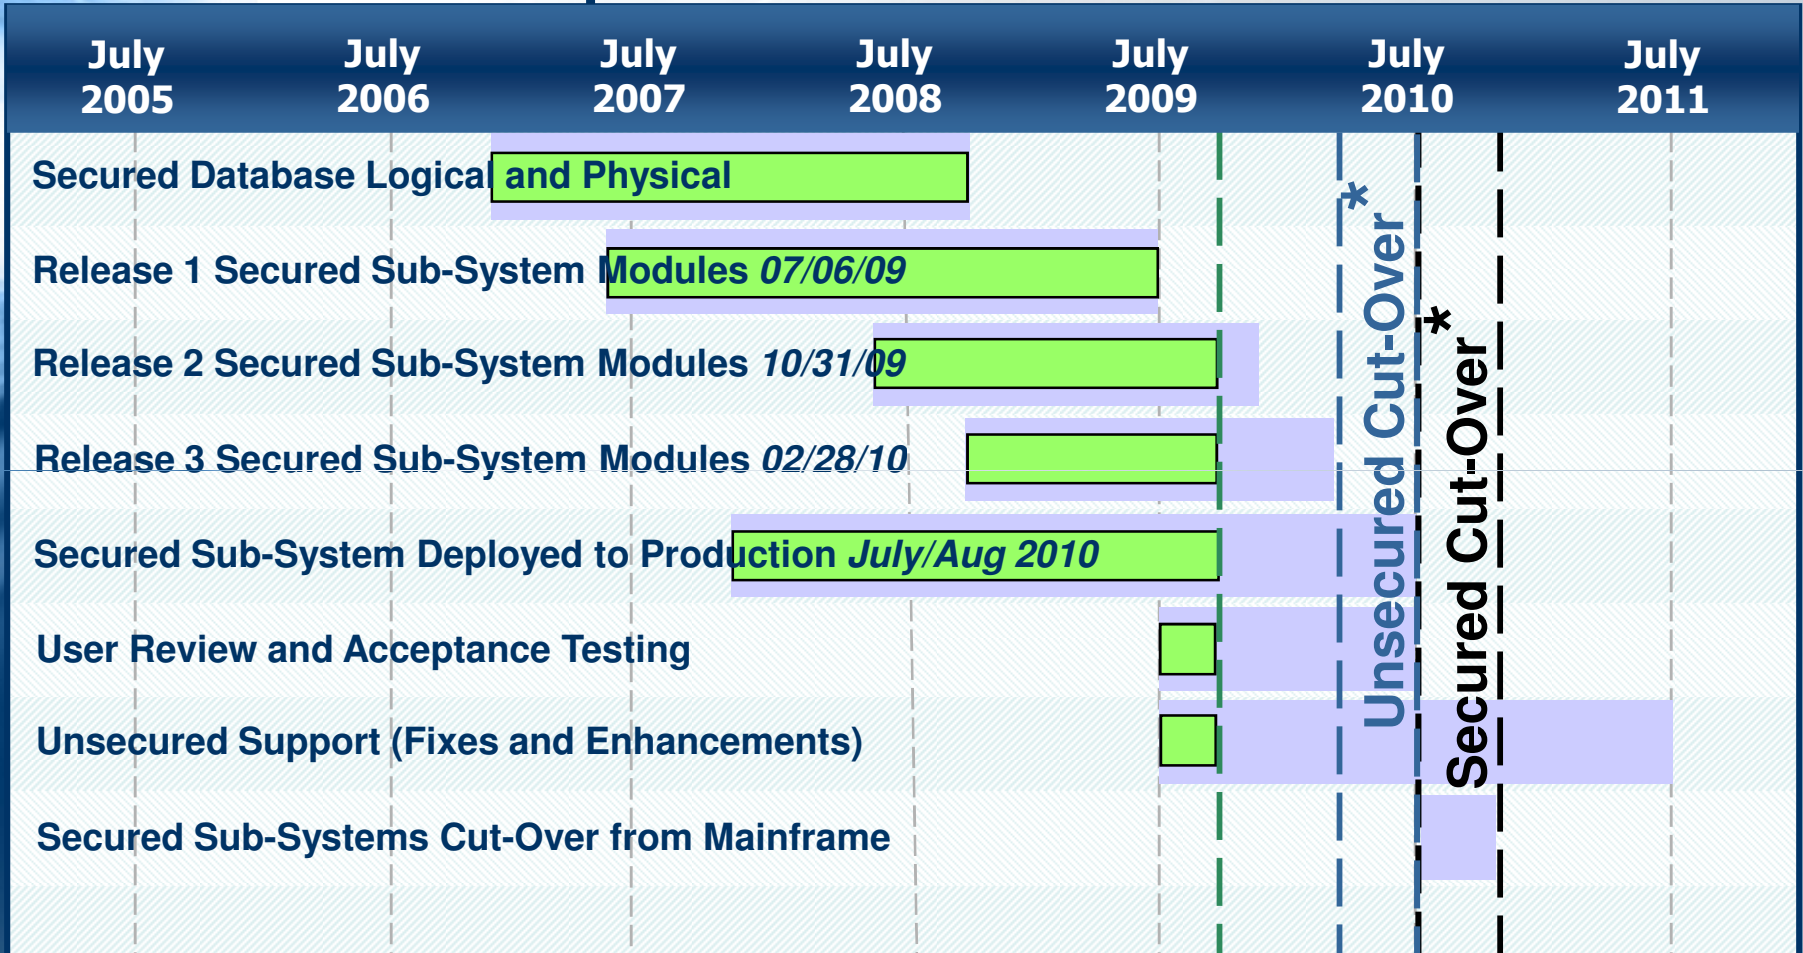 July July July July July July July
2005 2006 2007 2008 2009 2010 2011
Secured Database Logical and Physical
Release 1 Secured Sub-System Modules 07/06/09
Release 2 Secured Sub-System Modules 10/31/09
Release 3 Secured Sub-System Modules 02/28/10
Secured Sub-System Deployed to Production July/Aug 2010
User Review and Acceptance Testing
Unsecured Support (Fixes and Enhancements)
Secured Sub-Systems Cut-Over from Mainframe
Unsecured Cut-Over*
Secured Cut-Over*